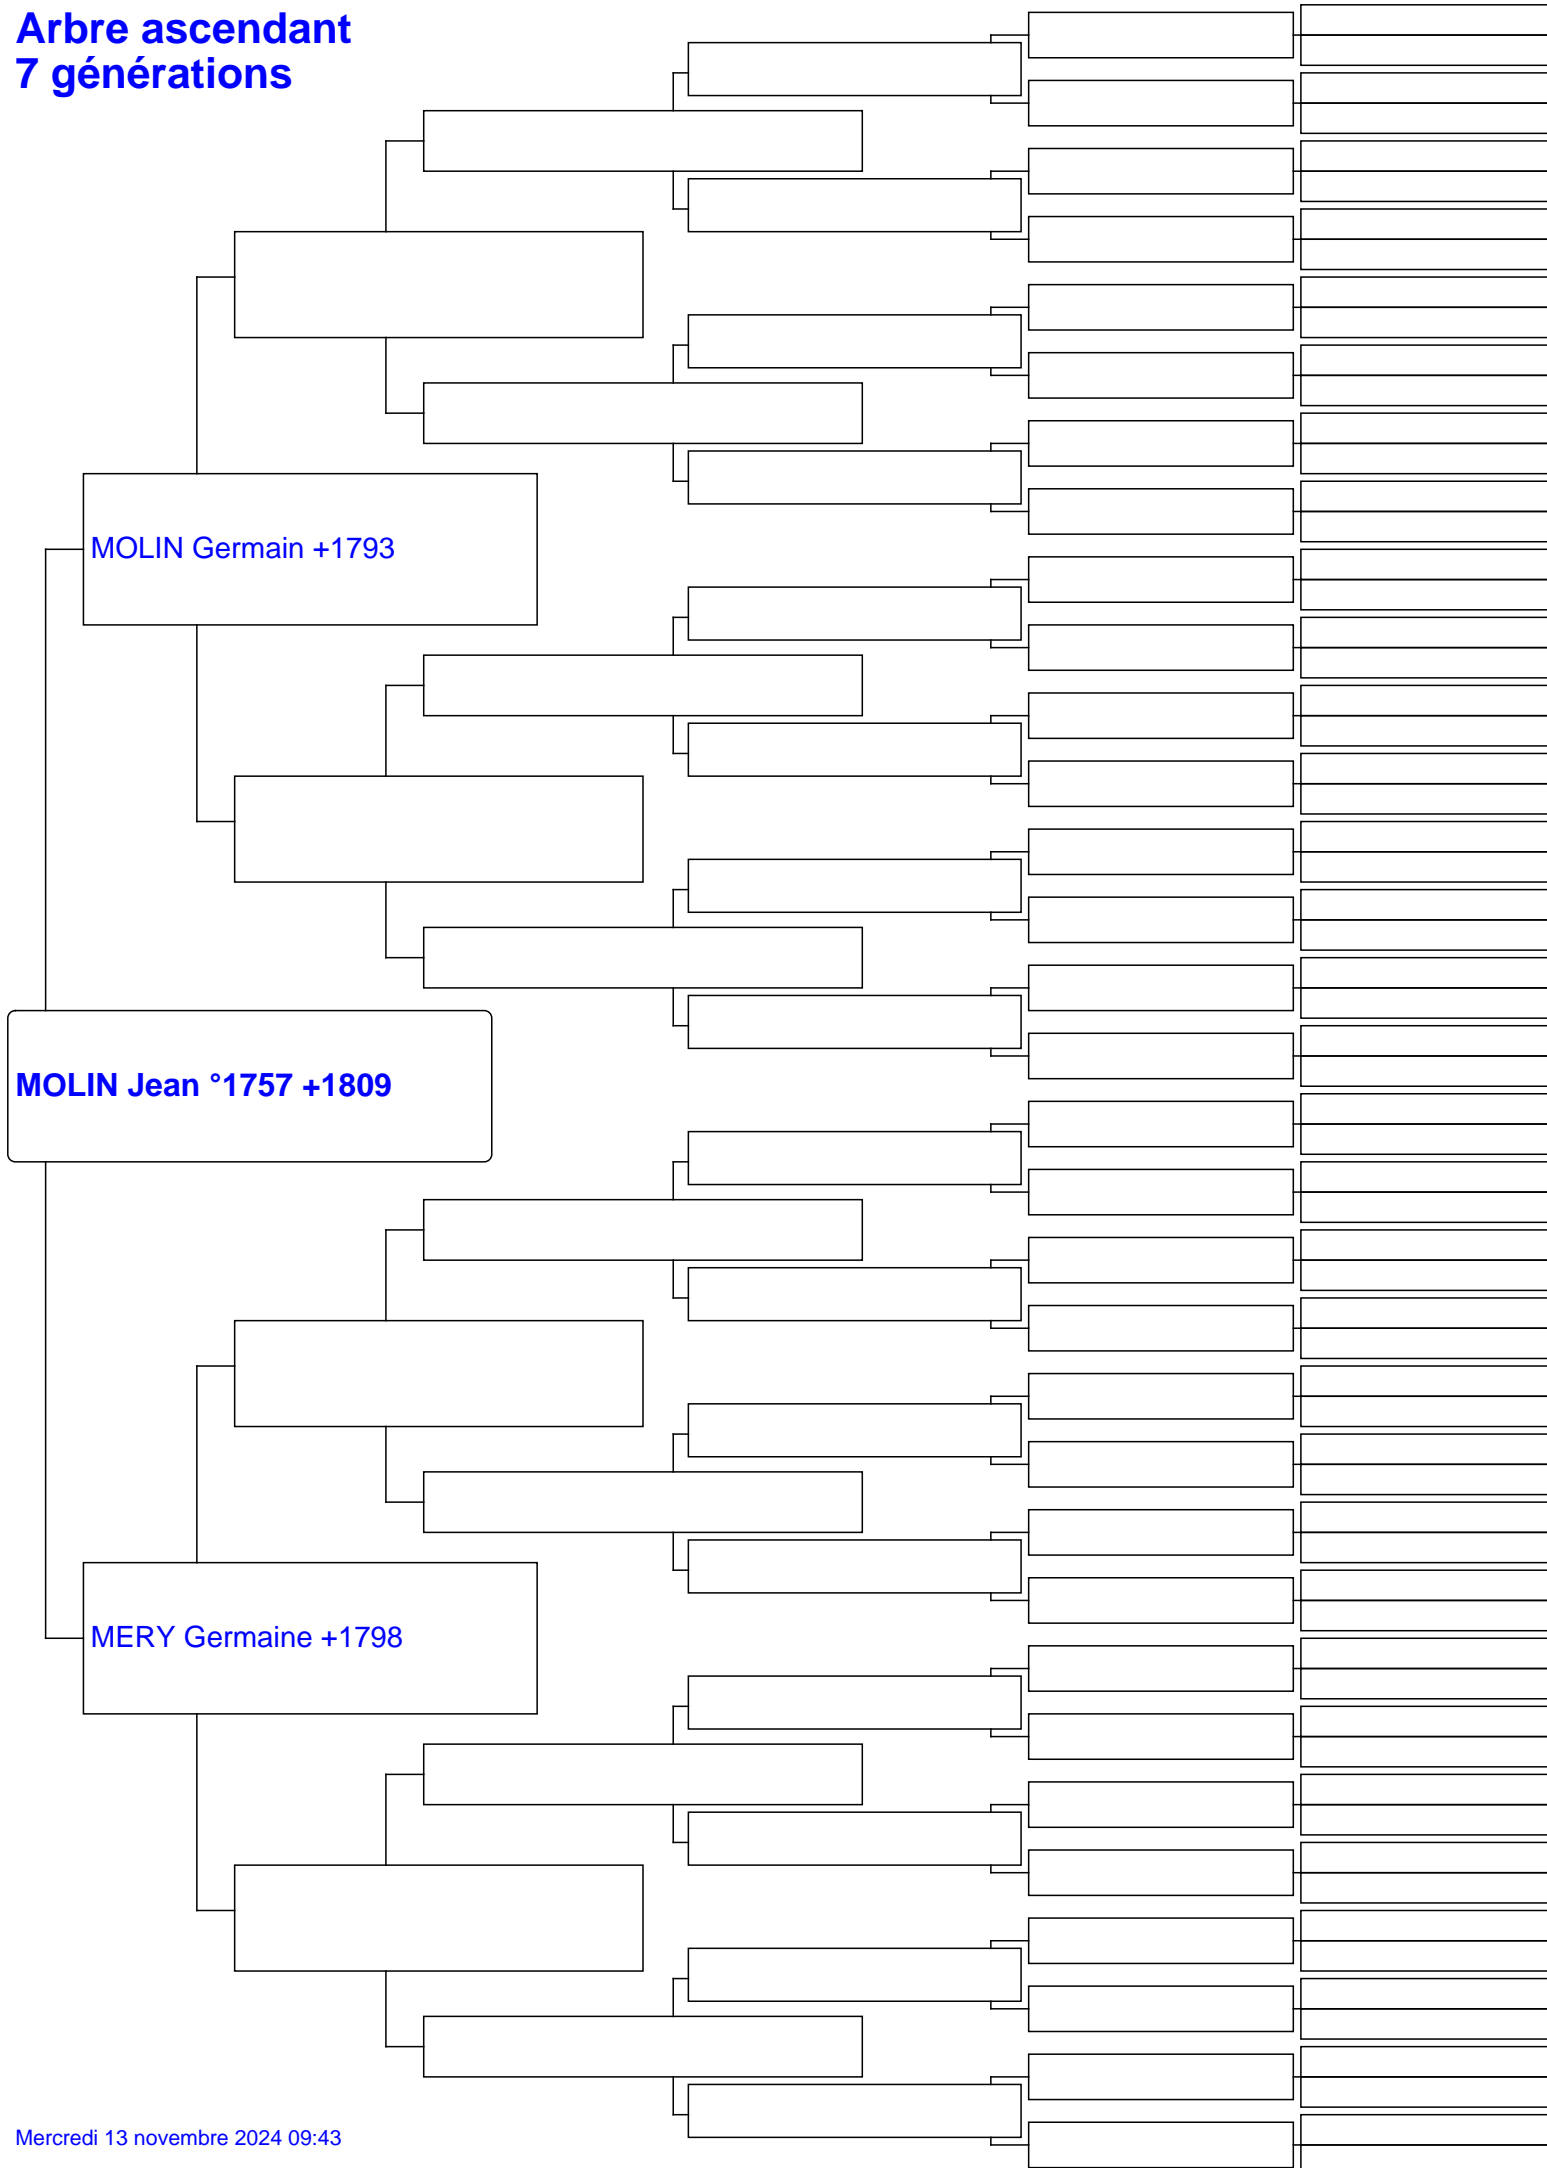 Arbre ascendant
7 générations
MOLIN Germain +1793
MOLIN Jean °1757 +1809
MERY Germaine +1798
Mercredi 13 novembre 2024 09:43